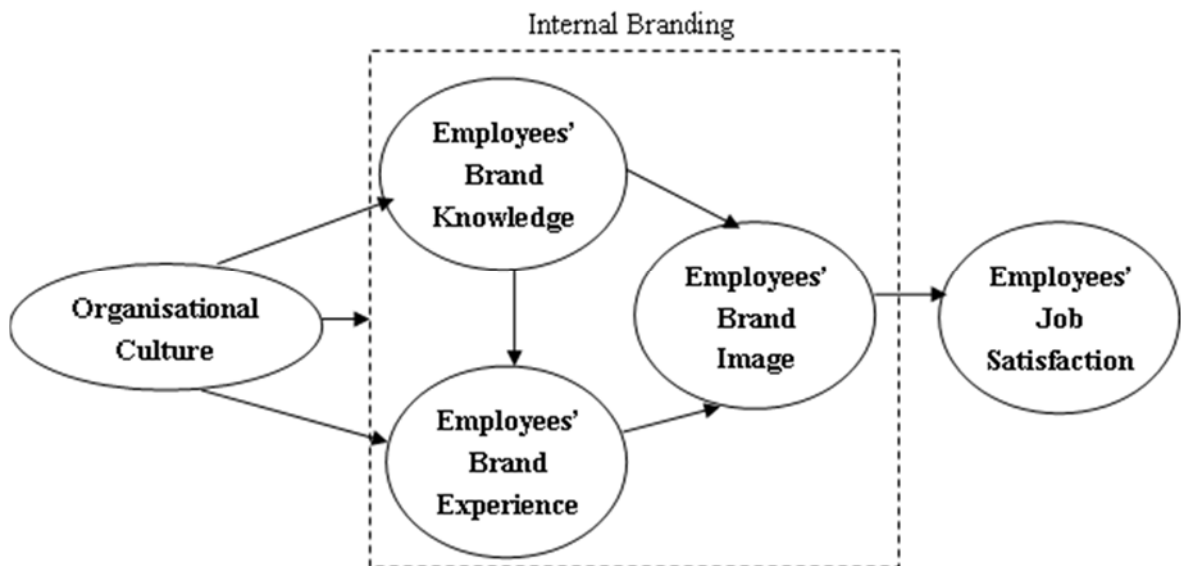 Internal Branding
Employees’
Brand
Knowledge
Organisational
Culture
Employees’
Brand
Image
Employees’
Job
Satisfaction
Employees’
Brand
Experience